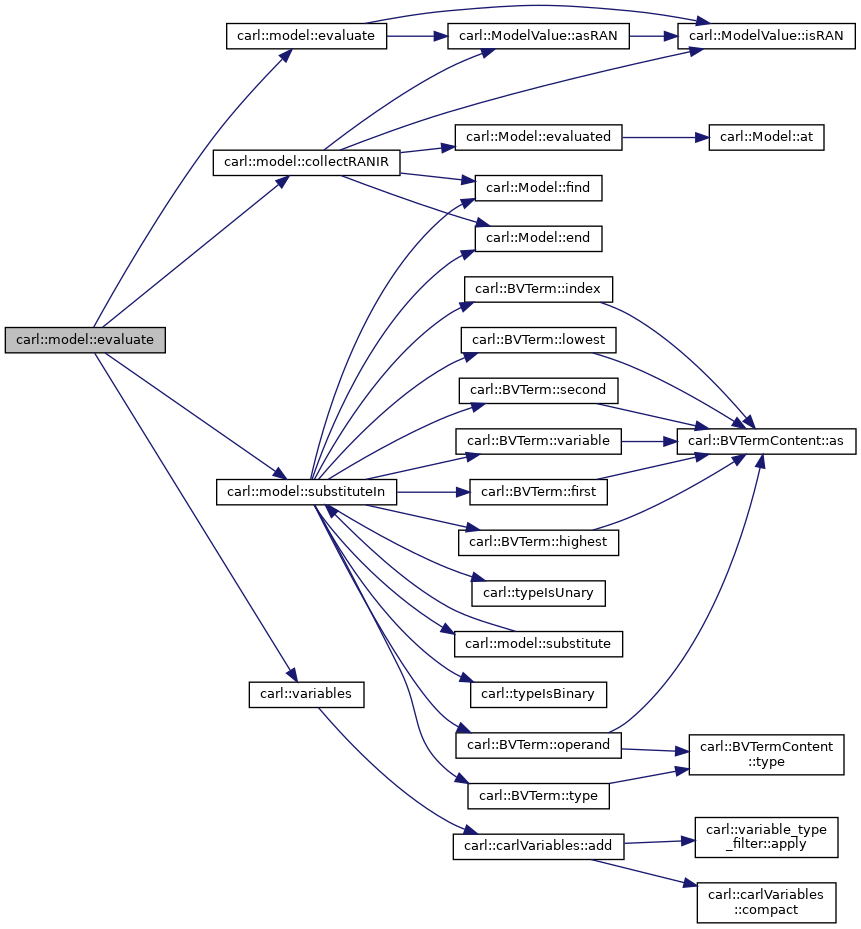 carl::model::evaluate
carl::ModelValue::asRAN
carl::ModelValue::isRAN
carl::Model::evaluated
carl::Model::at
carl::model::collectRANIR
carl::Model::find
carl::Model::end
carl::BVTerm::index
carl::model::evaluate
carl::BVTerm::lowest
carl::BVTerm::second
carl::BVTerm::variable
carl::BVTermContent::as
carl::model::substituteIn
carl::BVTerm::first
carl::BVTerm::highest
carl::typeIsUnary
carl::model::substitute
carl::variables
carl::typeIsBinary
carl::BVTerm::operand
carl::BVTermContent
::type
carl::BVTerm::type
carl::carlVariables::add
carl::variable_type
_filter::apply
carl::carlVariables
::compact